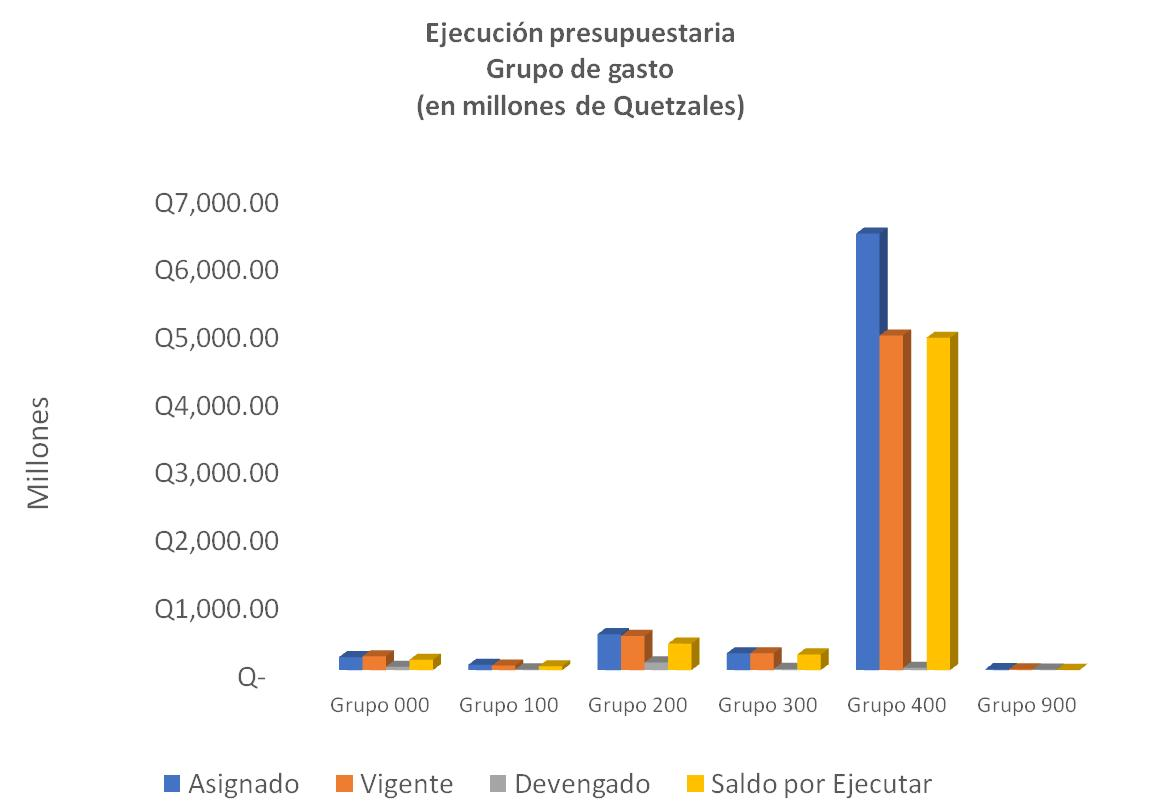 Ejecución presupuestaria
Grupo de gasto
(en millones de Quetzales)
Millones
Q7,000.00
Q6,000.00
Q5,000.00
Q4,000.00
Q3,000.00
Q2,000.00
Q1,000.00
Q-
Grupo 000 Grupo 100 Grupo 200 Grupo 300 Grupo 400 Grupo 900
Asignado Vigente Devengado Saldo por Ejecutar